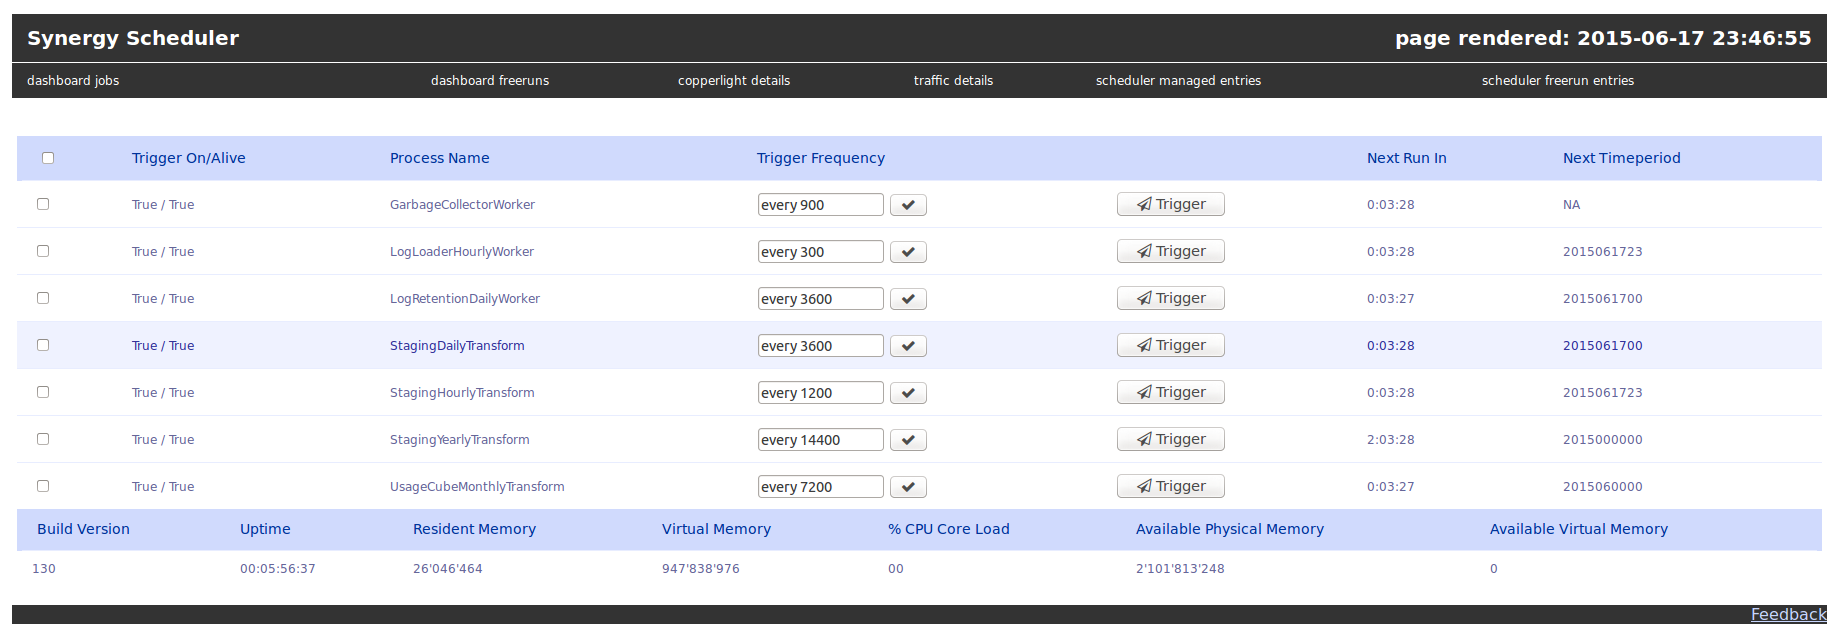 Synergy Scheduler page rendered: 2015-06-17 23:46:55
dashboard jobs dashboard freeruns copperlight details traffic details scheduler managed entries scheduler freerun entries
Trigger On/Alive Process Name Trigger Frequency Next Run In Next Timeperiod
True / True GarbageCollectorWorker every 900 Trigger 0:03:28 NA
True / True LogLoaderHourlyWorker every 300 Trigger 0:03:28 2015061723
True / True LogRetentionDailyWorker every 3600 Trigger 0:03:27 2015061700
True / True StagingDailyTransform every 3600 Trigger 0:03:28 2015061700
True / True StagingHourlyTransform every 1200 Trigger 0:03:28 2015061723
True / True StagingYearlyTransform every 14400 Trigger 2:03:28 2015000000
True / True UsageCubeMonthlyTransform every 7200 Trigger 0:03:27 2015060000
Build Version Uptime Resident Memory Virtual Memory % CPU Core Load Available Physical Memory Available Virtual Memory
130 00:05:56:37 26'046'464 947'838'976 00 2'101'813'248 0
Feedback